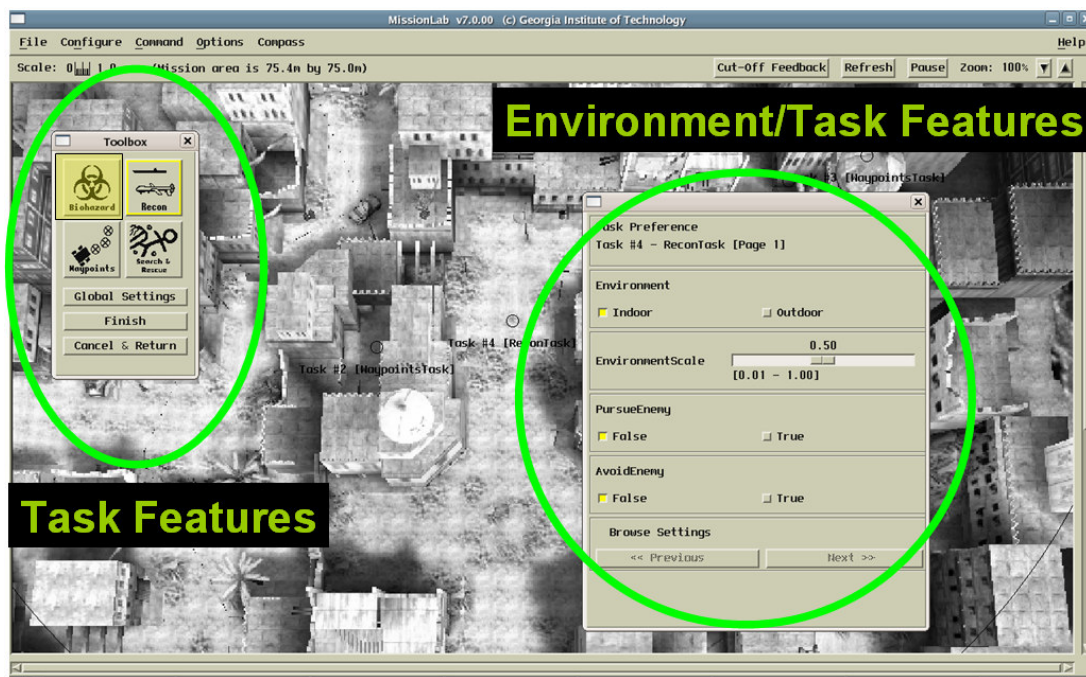 MissionLab v7.0.00 (c) Georgia Institute of Technology
File Configure Command Options Compass Help
Scale: 0 1.0 (Mission area is 75.4m by 75.0m) Cut-Off Feedback Refresh Pause Zoom: 100%
Environment/Task Features
Toolbox
Biohazard Recon
Waypoints Search & Rescue
Global Settings
Finish
Cancel & Return
Task #2 [WaypointsTask]
Task #4 [ReconTask]
#3 [WaypointsTask]
Task Preference
Task #4 - ReconTask [Page 1]
Environment
Indoor Outdoor
0.50
EnvironmentScale
[0.01 - 1.00]
PursueEnemy
False True
AvoidEnemy
False True
Browse Settings
<< Previous Next >>
Task Features